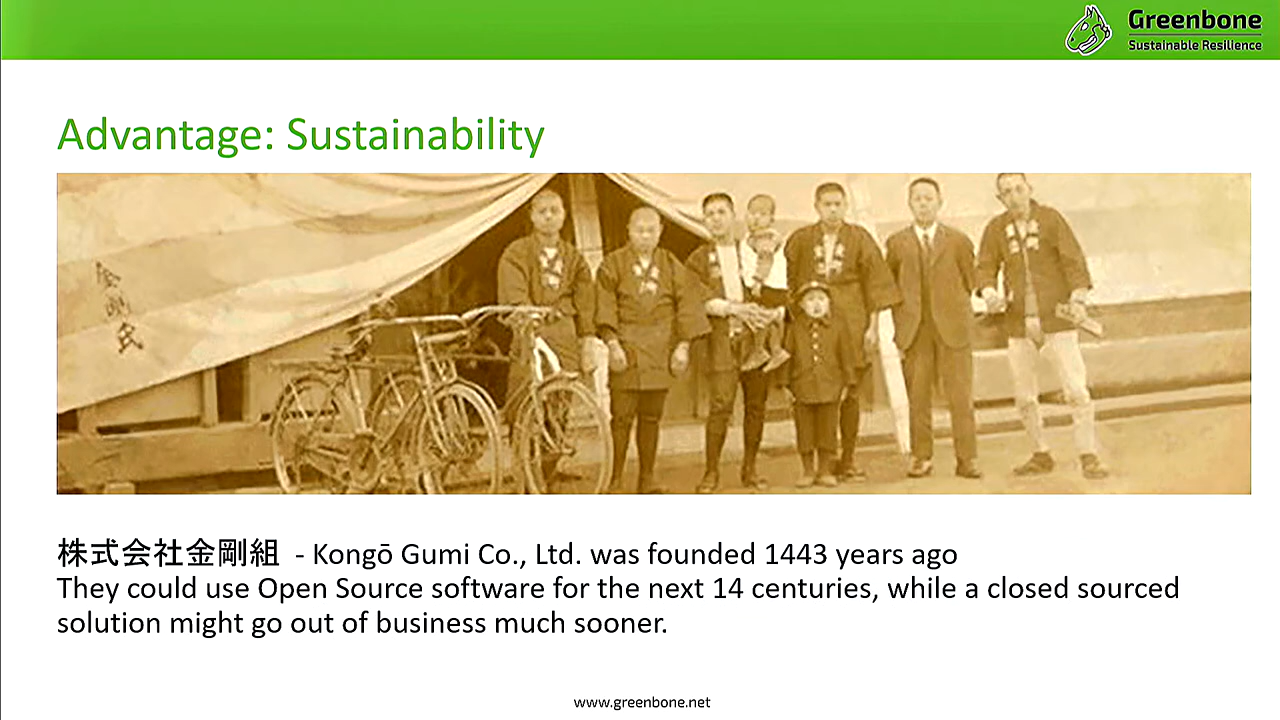 Greenbone
Sustainable Resilience
Advantage: Sustainability
金剛
株式会社金剛組 - Kongō Gumi Co., Ltd. was founded 1443 years ago
They could use Open Source software for the next 14 centuries, while a closed sourced
solution might go out of business much sooner.
www.greenbone.net